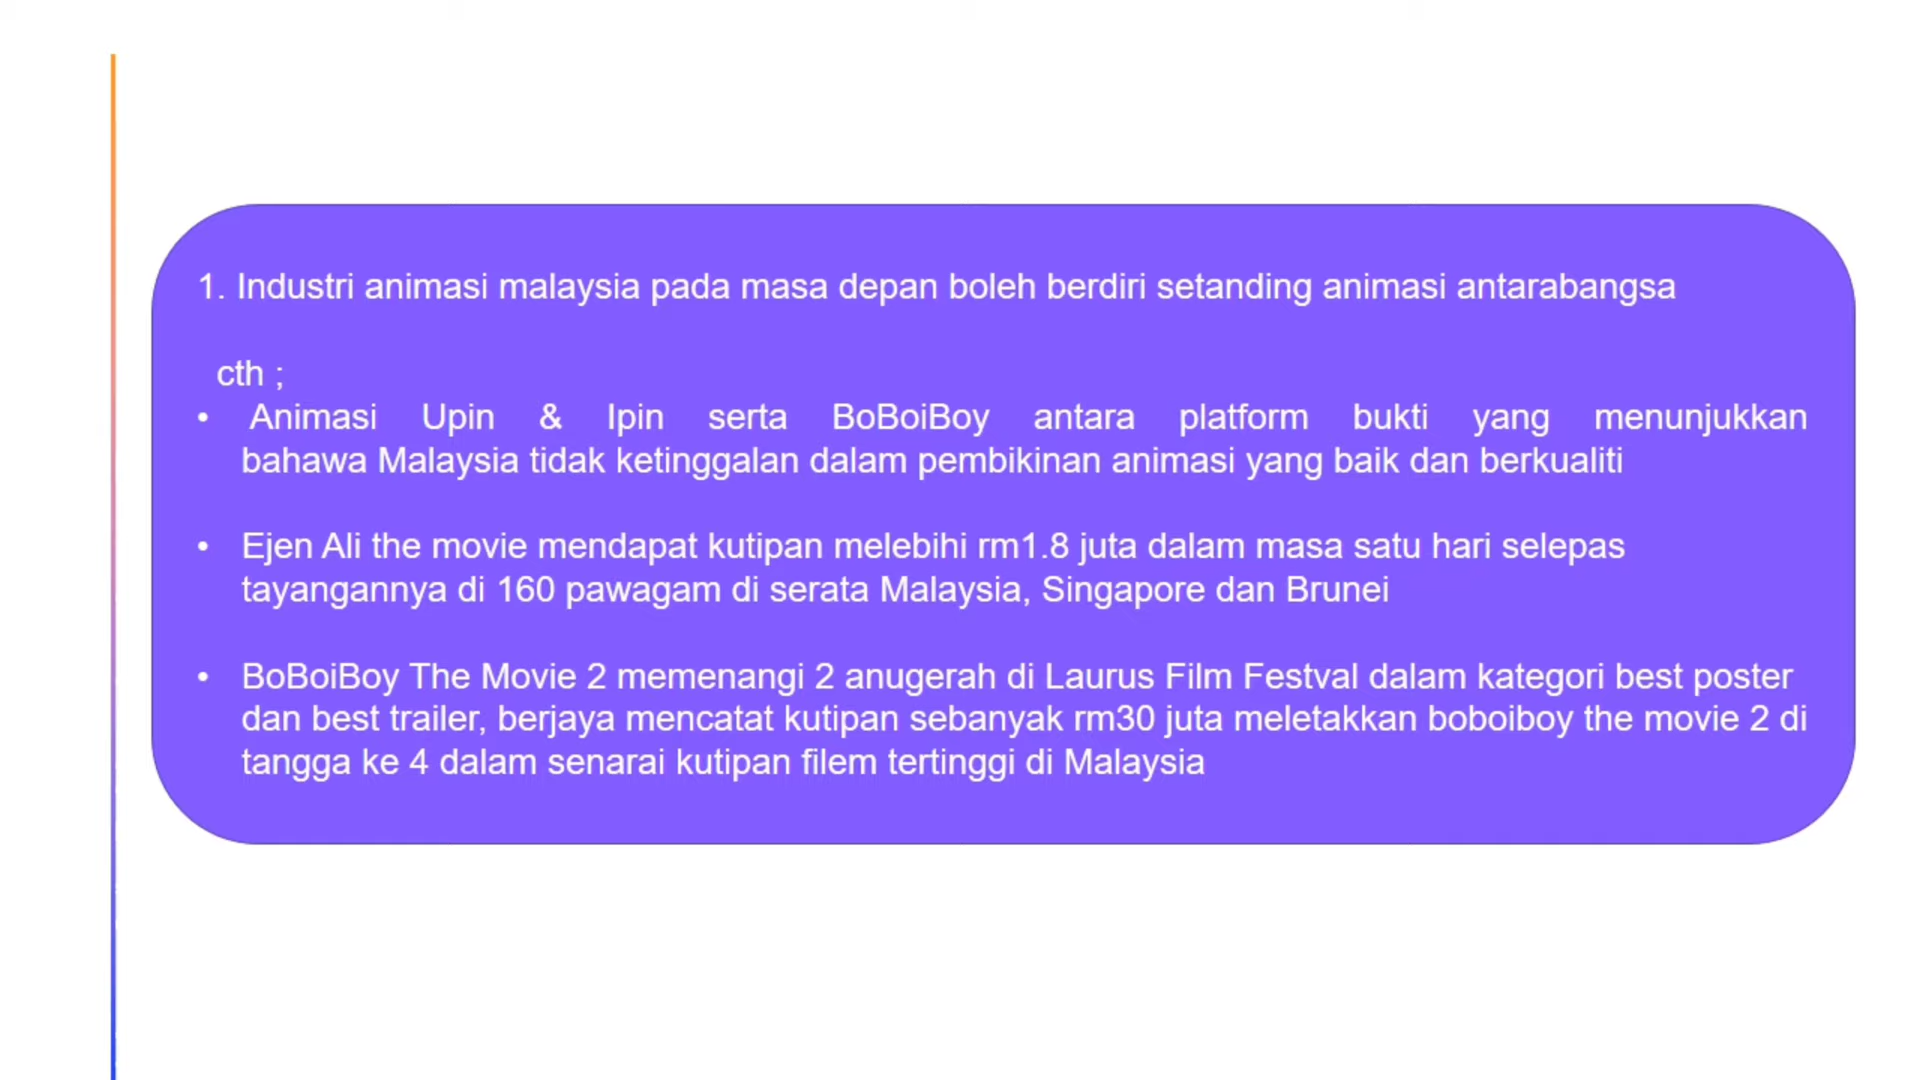 1. Industri animasi malaysia pada masa depan boleh berdiri setanding animasi antarabangsa
cth ;
• Animasi Upin & Ipin serta BoBoiBoy antara platform bukti yang menunjukkan
bahawa Malaysia tidak ketinggalan dalam pembikinan animasi yang baik dan berkualiti
• Ejen Ali the movie mendapat kutipan melebihi rm1.8 juta dalam masa satu hari selepas
tayangannya di 160 pawagam di serata Malaysia, Singapore dan Brunei
• BoBoiBoy The Movie 2 memenangi 2 anugerah di Laurus Film Festval dalam kategori best poster
dan best trailer, berjaya mencatat kutipan sebanyak rm30 juta meletakkan boboiboy the movie 2 di
tangga ke 4 dalam senarai kutipan filem tertinggi di Malaysia